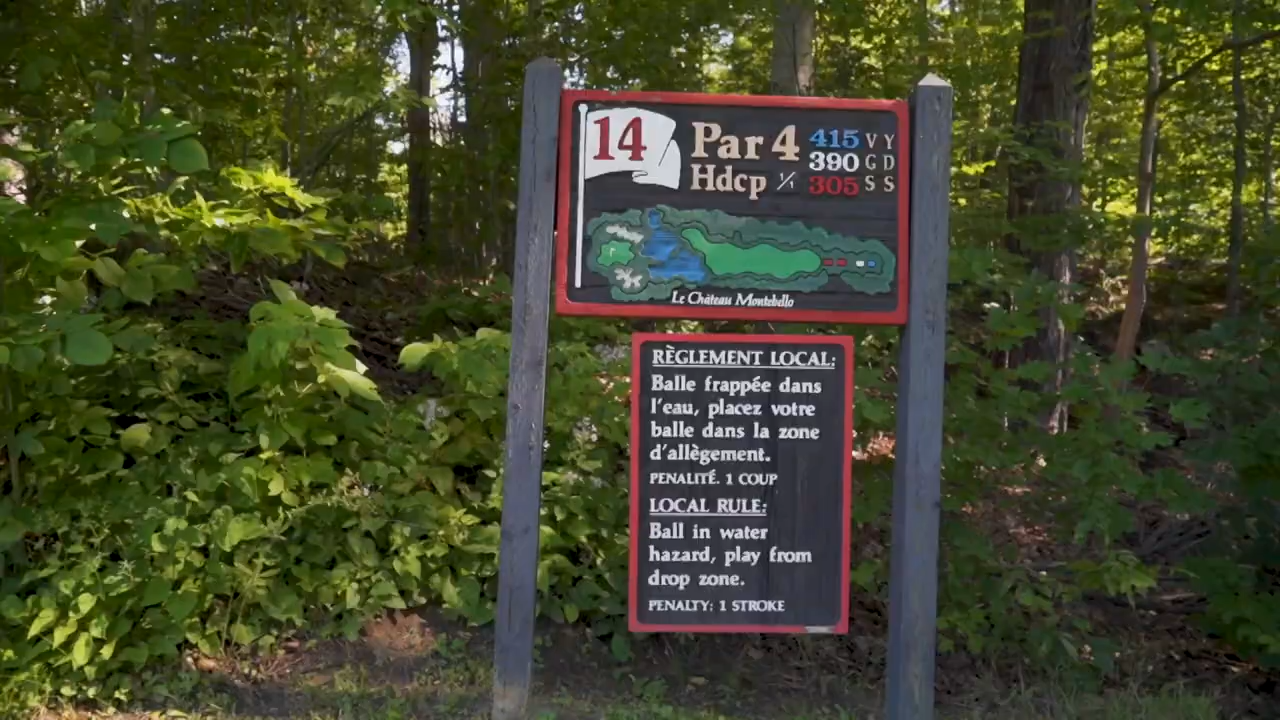 14
Par 4
Hdcp 1/1
415 V Y
390 G D
305 S S
Le Château Montebello
RÈGLEMENT LOCAL:
Balle frappée dans
l'eau, placez votre
balle dans la zone
d'allègement.
PENALITÉ. 1 COUP
LOCAL RULE:
Ball in water
hazard, play from
drop zone.
PENALTY: 1 STROKE